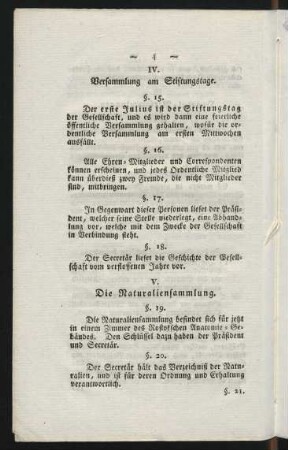 — 4 —
IV.
Versammlung am Stiftungstage.
§. 15.
Der erste Julius ist der Stiftungstag
der Gesellschaft, und es wird dann eine feierliche
öffentliche Versammlung gehalten, wofür die or-
dentliche Versammlung am ersten Mittwochen
ausfällt.
§. 16.
Alle Ehren-Mitglieder und Correspondenten
können erscheinen, und jedes Ordentliche Mitglied
kann überdieß zwey Fremde, die nicht Mitglieder
sind, mitbringen.
§. 17.
In Gegenwart dieser Personen lieset der Präsi-
dent, welcher seine Stelle niederlegt, eine Abhand-
lung vor, welche mit dem Zwecke der Gesellschaft
in Verbindung steht.
§. 18.
Der Secretär lieset die Geschichte der Gesell-
schaft vom verflossenen Jahre vor.
V.
Die Naturaliensammlung.
§. 19.
Die Naturaliensammlung befindet sich für jetzt
in einem Zimmer des Rostockschen Anatomie-Ge-
bäudes. Den Schlüssel dazu haben der Präsident
und Secretär.
§. 20.
Der Secretär hält das Verzeichniß der Natu-
ralien, und ist für deren Ordnung und Erhaltung
verantwortlich.
§. 21.